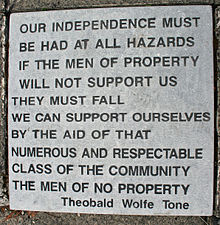 OUR INDEPENDENCE MUST
BE HAD AT ALL HAZARDS
IF THE MEN OF PROPERTY
WILL NOT SUPPORT US
THEY MUST FALL
WE CAN SUPPORT OURSELVES
BY THE AID OF THAT
NUMEROUS AND RESPECTABLE
CLASS OF THE COMMUNITY
THE MEN OF NO PROPERTY
Theobald Wolfe Tone